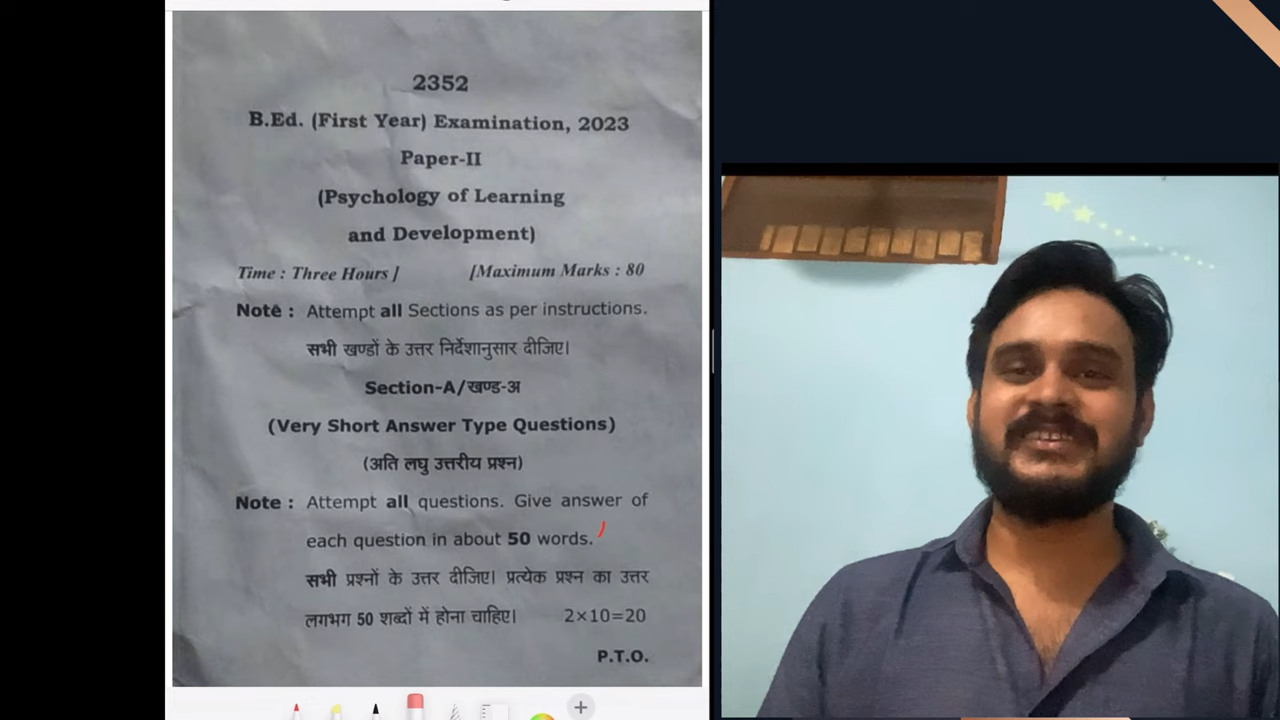 2352
B.Ed. (First Year) Examination, 2023
Paper-II
(Psychology of Learning
and Development)
Time : Three Hours ] [Maximum Marks : 80
Note : Attempt all Sections as per instructions.
सभी खण्डों के उत्तर निर्देशानुसार दीजिए।
Section-A/खण्ड-अ
(Very Short Answer Type Questions)
(अति लघु उत्तरीय प्रश्न)
Note : Attempt all questions. Give answer of
each question in about 50 words.
सभी प्रश्नों के उत्तर दीजिए। प्रत्येक प्रश्न का उत्तर
लगभग 50 शब्दों में होना चाहिए। 2×10=20
P.T.O.